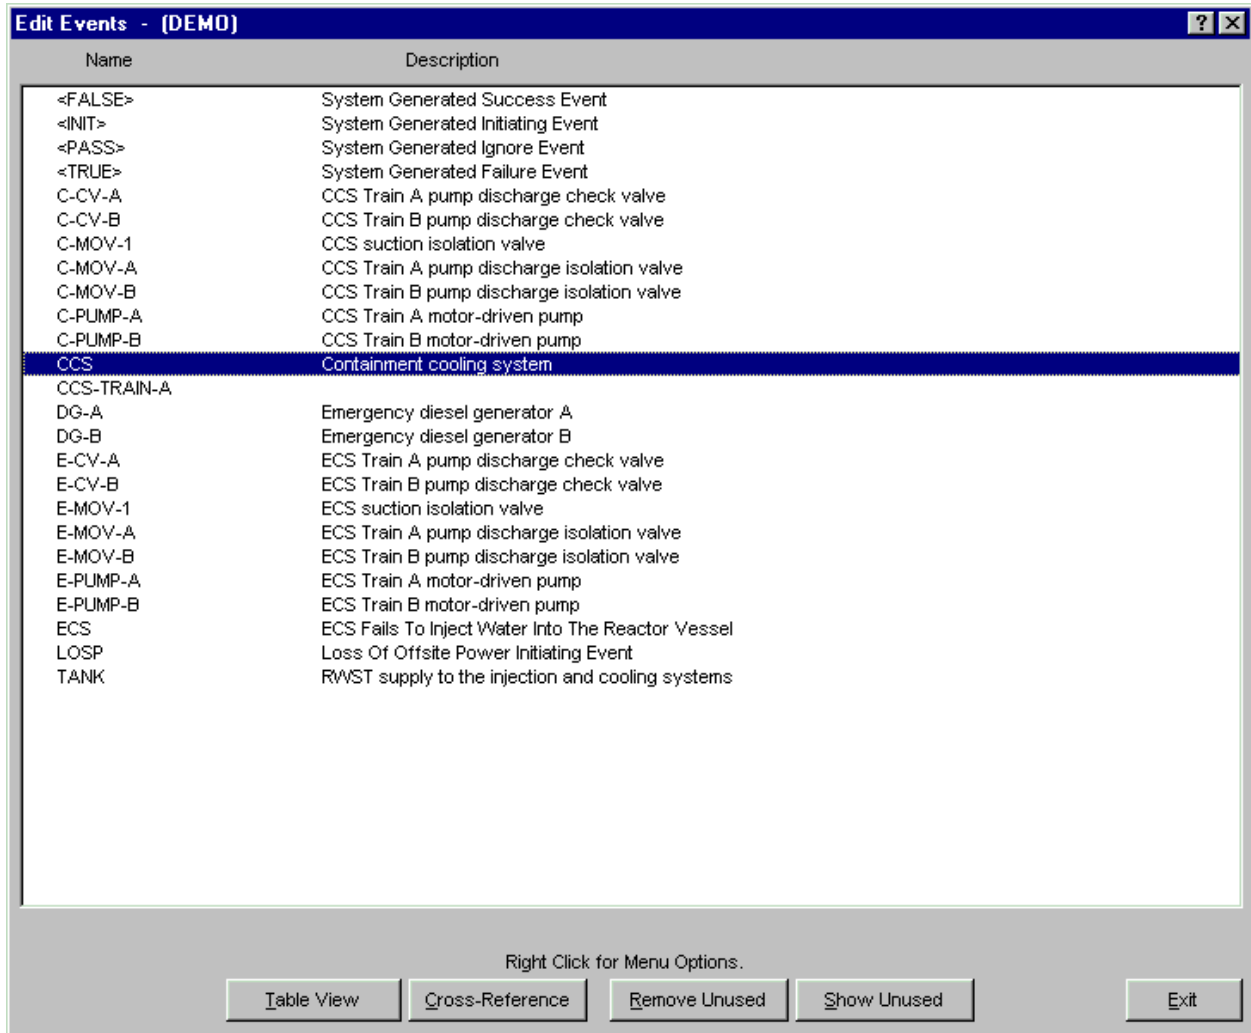 Edit Events - (DEMO)
Name Description
<FALSE> System Generated Success Event
<INIT> System Generated Initiating Event
<PASS> System Generated Ignore Event
<TRUE> System Generated Failure Event
C-CV-A CCS Train A pump discharge check valve
C-CV-B CCS Train B pump discharge check valve
C-MOV-1 CCS suction isolation valve
C-MOV-A CCS Train A pump discharge isolation valve
C-MOV-B CCS Train B pump discharge isolation valve
C-PUMP-A CCS Train A motor-driven pump
C-PUMP-B CCS Train B motor-driven pump
CCS Containment cooling system
CCS-TRAIN-A
DG-A Emergency diesel generator A
DG-B Emergency diesel generator B
E-CV-A ECS Train A pump discharge check valve
E-CV-B ECS Train B pump discharge check valve
E-MOV-1 ECS suction isolation valve
E-MOV-A ECS Train A pump discharge isolation valve
E-MOV-B ECS Train B pump discharge isolation valve
E-PUMP-A ECS Train A motor-driven pump
E-PUMP-B ECS Train B motor-driven pump
ECS ECS Fails To Inject Water Into The Reactor Vessel
LOSP Loss Of Offsite Power Initiating Event
TANK RWST supply to the injection and cooling systems
Right Click for Menu Options.
Table View Cross-Reference Remove Unused Show Unused Exit